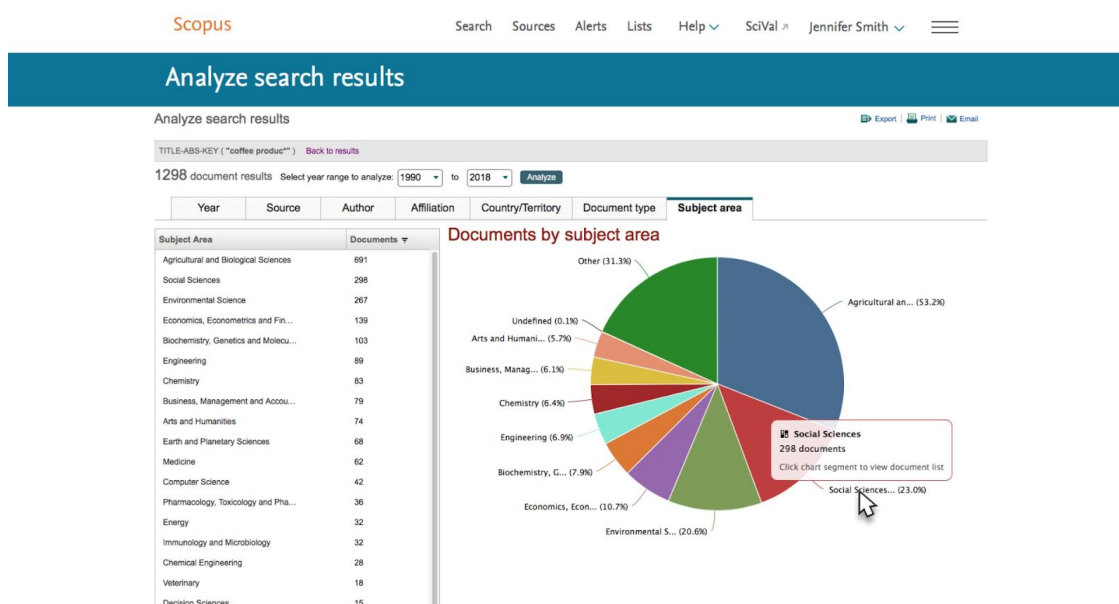 Scopus
Search Sources Alerts Lists Help SciVal Jennifer Smith
Analyze search results
Analyze search results
Export | Print | Email
TITLE-ABS-KEY ( "coffee produc*" ) Back to results
1298 document results Select year range to analyze: 1990 to 2018 Analyze
Year Source Author Affiliation Country/Territory Document type Subject area
Subject Area Documents
Agricultural and Biological Sciences 691
Social Sciences 298
Environmental Science 267
Economics, Econometrics and Fin... 139
Biochemistry, Genetics and Molecu... 103
Engineering 89
Chemistry 83
Business, Management and Accou... 79
Arts and Humanities 74
Earth and Planetary Sciences 68
Medicine 62
Computer Science 42
Pharmacology, Toxicology and Pha... 36
Energy 32
Immunology and Microbiology 32
Chemical Engineering 28
Veterinary 18
Decision Sciences 15
Documents by subject area
Other (31.3%)
Agricultural an... (53.2%)
Undefined (0.1%)
Arts and Humani... (5.7%)
Business, Manag... (6.1%)
Chemistry (6.4%)
Engineering (6.9%)
Biochemistry, G... (7.9%)
Economics, Econ... (10.7%)
Environmental S... (20.6%)
Social Sciences
298 documents
Click chart segment to view document list
Social Sciences... (23.0%)